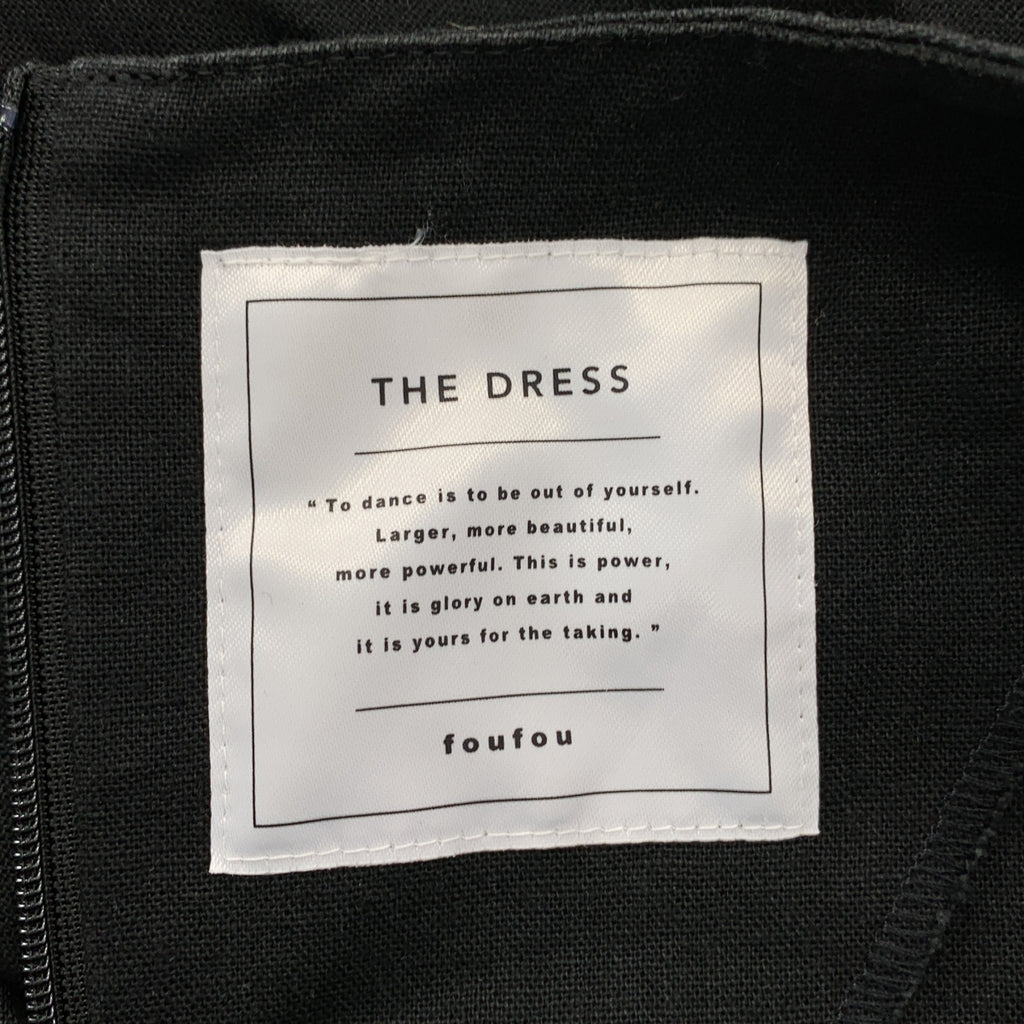 THE DRESS
“ To dance is to be out of yourself.
Larger, more beautiful,
more powerful. This is power,
it is glory on earth and
it is yours for the taking. ”
foufou